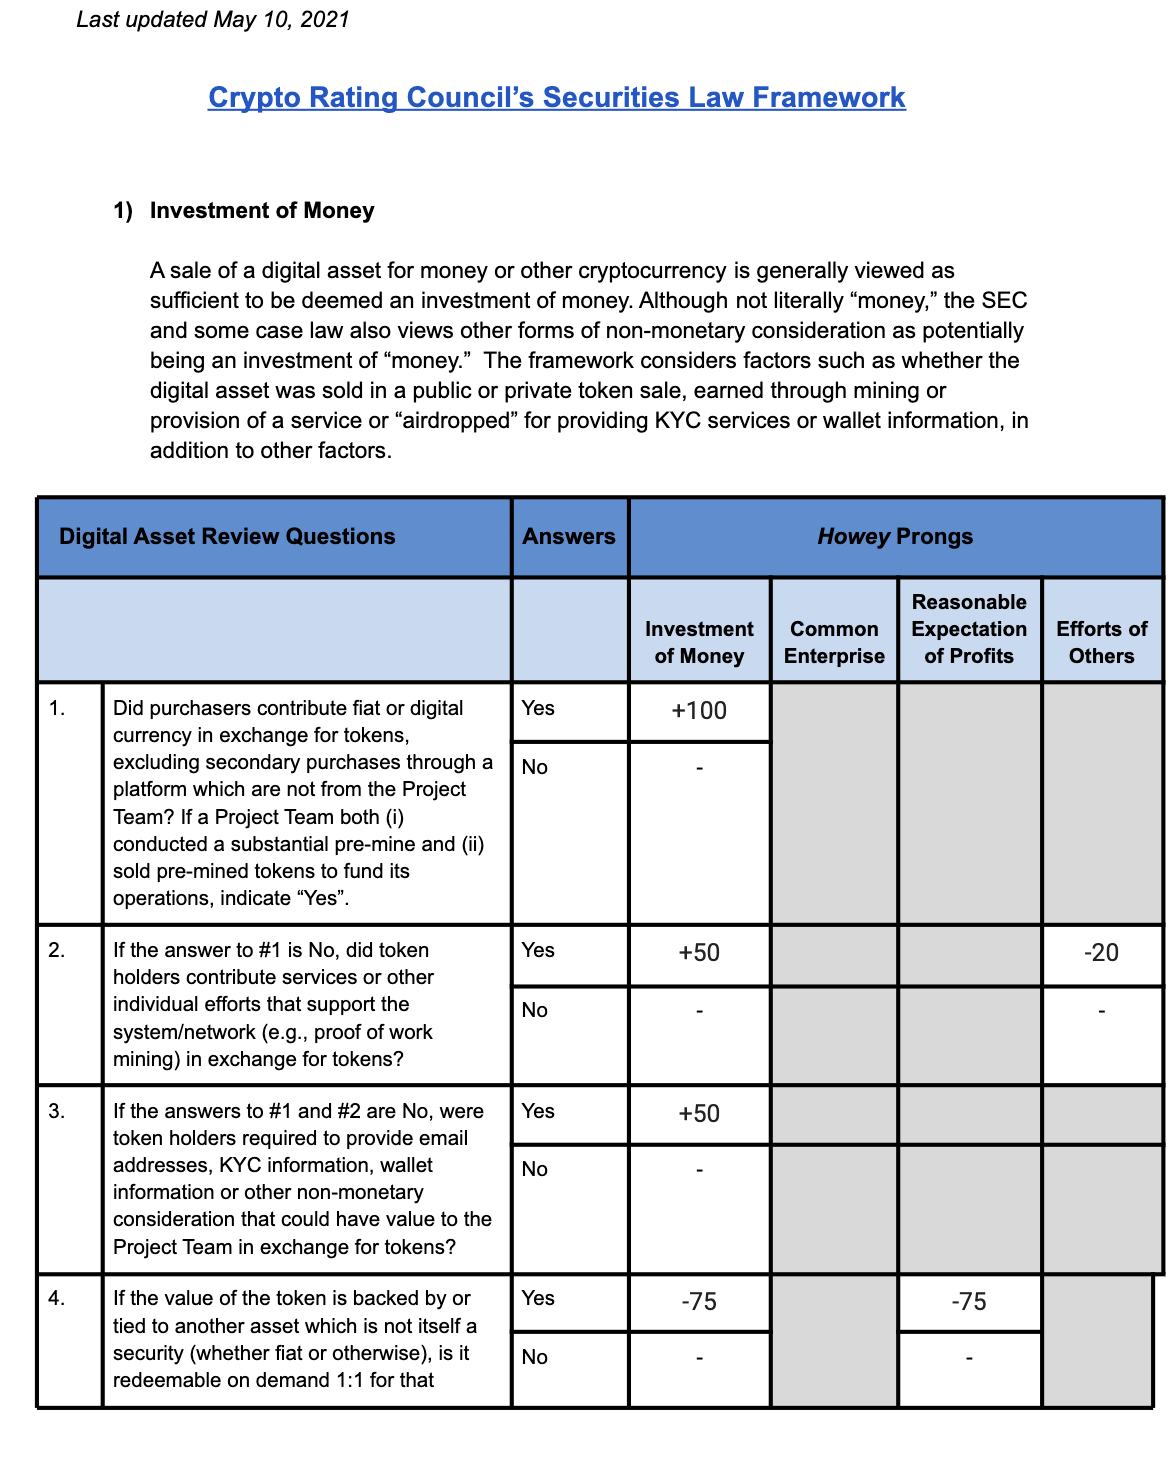 Last updated May 10, 2021
Crypto Rating Council’s Securities Law Framework
1) Investment of Money
A sale of a digital asset for money or other cryptocurrency is generally viewed as
sufficient to be deemed an investment of money. Although not literally “money,” the SEC
and some case law also views other forms of non-monetary consideration as potentially
being an investment of “money.” The framework considers factors such as whether the
digital asset was sold in a public or private token sale, earned through mining or
provision of a service or “airdropped” for providing KYC services or wallet information, in
addition to other factors.
Digital Asset Review Questions Answers Howey Prongs
Investment of Money
Common Enterprise
Reasonable Expectation of Profits
Efforts of Others
1. Did purchasers contribute fiat or digital
currency in exchange for tokens,
excluding secondary purchases through a
platform which are not from the Project
Team? If a Project Team both (i)
conducted a substantial pre-mine and (ii)
sold pre-mined tokens to fund its
operations, indicate “Yes”.
Yes +100
No -
2. If the answer to #1 is No, did token
holders contribute services or other
individual efforts that support the
system/network (e.g., proof of work
mining) in exchange for tokens?
Yes +50 -20
No - -
3. If the answers to #1 and #2 are No, were
token holders required to provide email
addresses, KYC information, wallet
information or other non-monetary
consideration that could have value to the
Project Team in exchange for tokens?
Yes +50
No -
4. If the value of the token is backed by or
tied to another asset which is not itself a
security (whether fiat or otherwise), is it
redeemable on demand 1:1 for that
Yes -75 -75
No - -